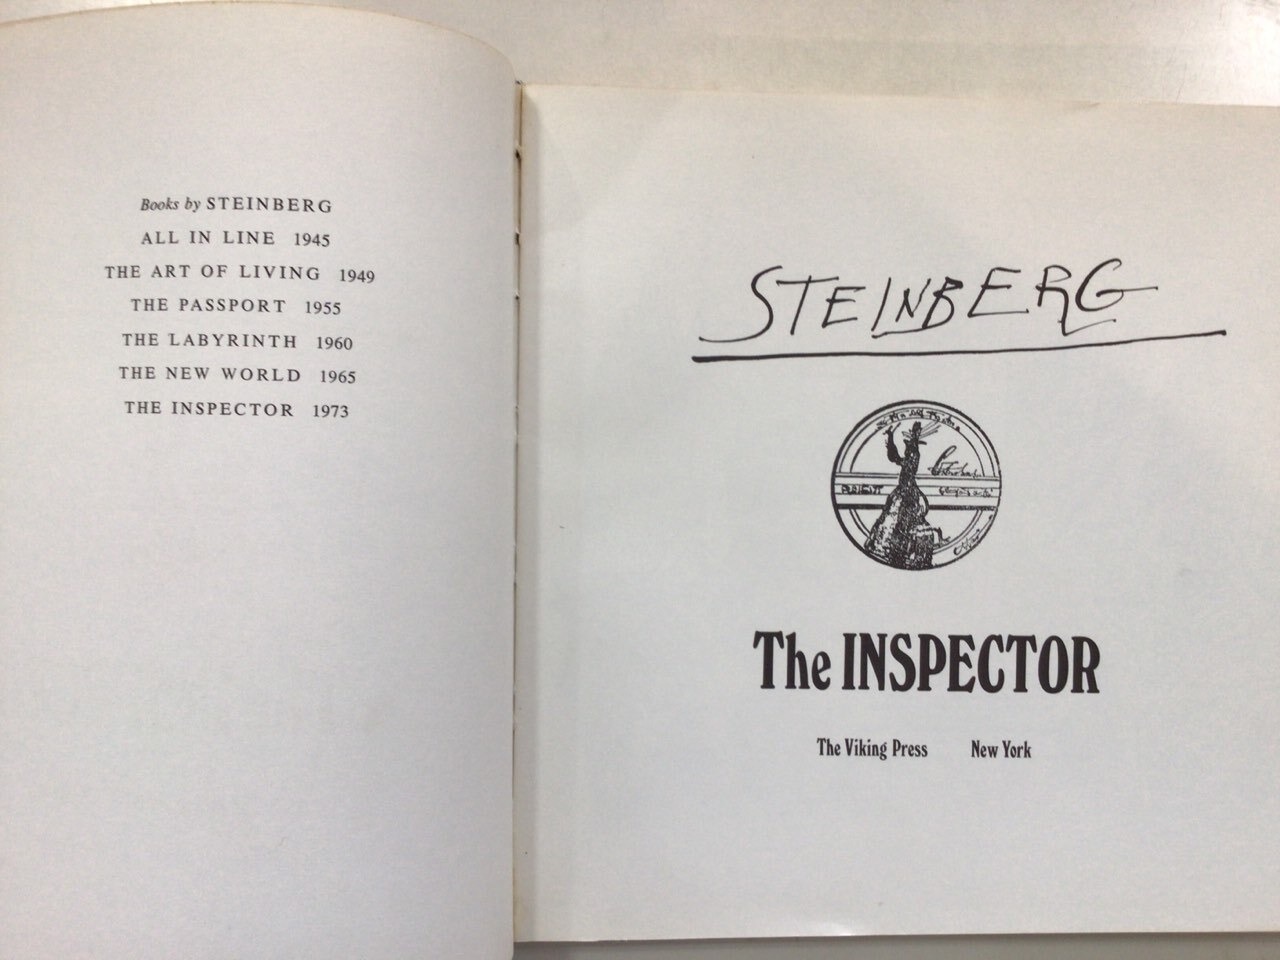 Books by STEINBERG
ALL IN LINE 1945
THE ART OF LIVING 1949
THE PASSPORT 1955
THE LABYRINTH 1960
THE NEW WORLD 1965
THE INSPECTOR 1973
STEINBERG
The INSPECTOR
The Viking Press New York